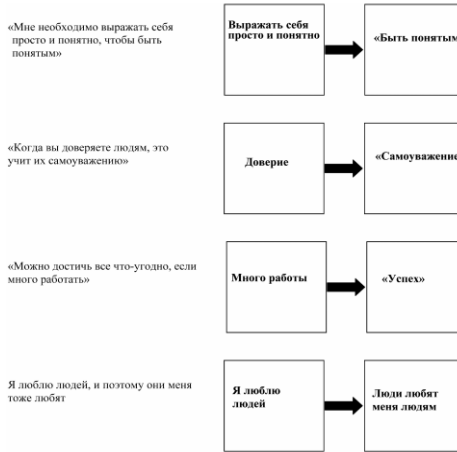 «Мне необходимо выражать себя
просто и понятно, чтобы быть
понятым»
Выражать себя
просто и понятно
«Быть понятым
«Когда вы доверяете людям, это
учит их самоуважению»
Доверие
«Самоуважение
«Можно достичь все что-угодно, если
много работать»
Много работы
«Успех»
Я люблю людей, и поэтому они меня
тоже любят
Я люблю
людей
Люди любят
меня людям